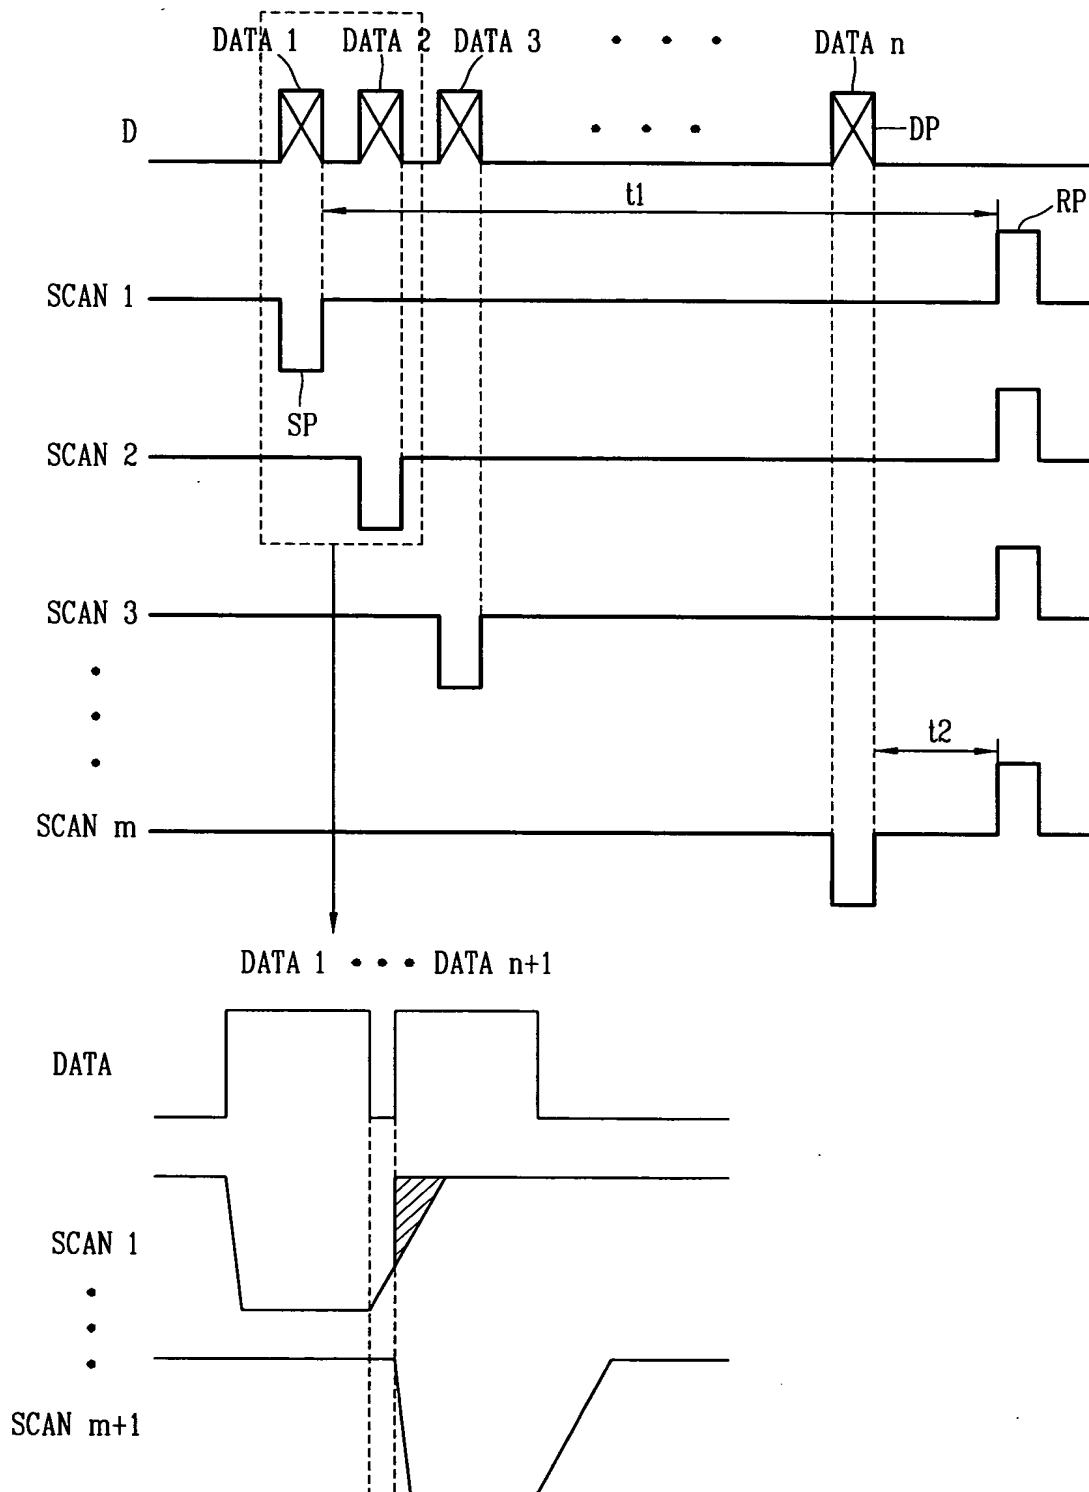 DATA 1 DATA 2 DATA 3 • • • DATA n
D • • • DP
t1
RP
SCAN 1
SP
SCAN 2
SCAN 3
t2
SCAN m
DATA 1 • • • DATA n+1
DATA
SCAN 1
SCAN m+1